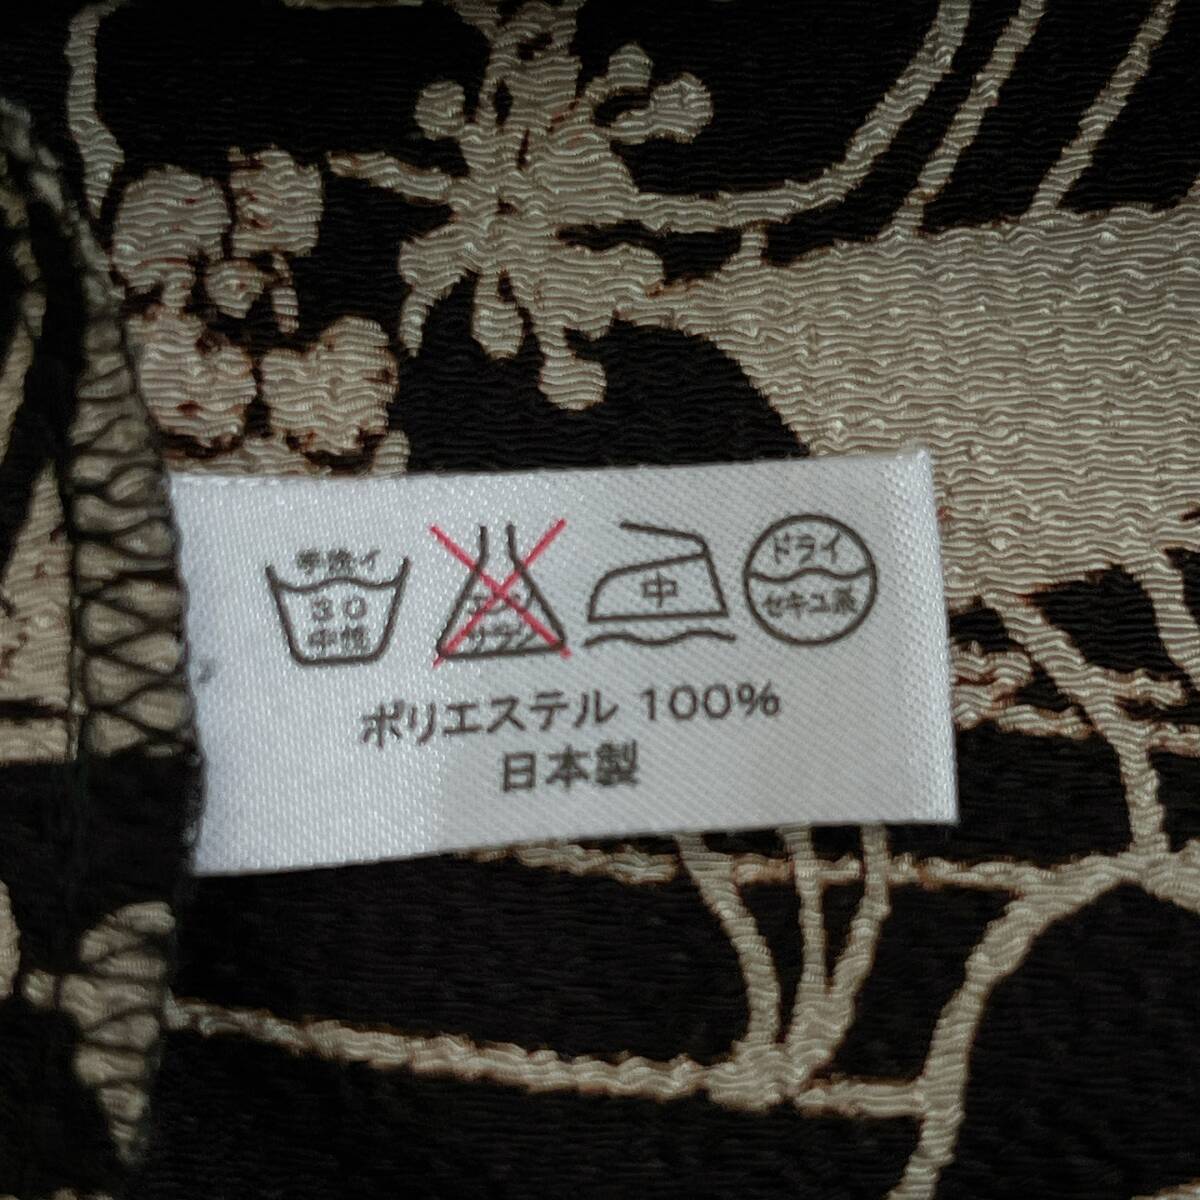 手洗イ
30
中性
エンソ
サラシ
中
ドライ
セキユ系
ポリエステル 100%
日本製